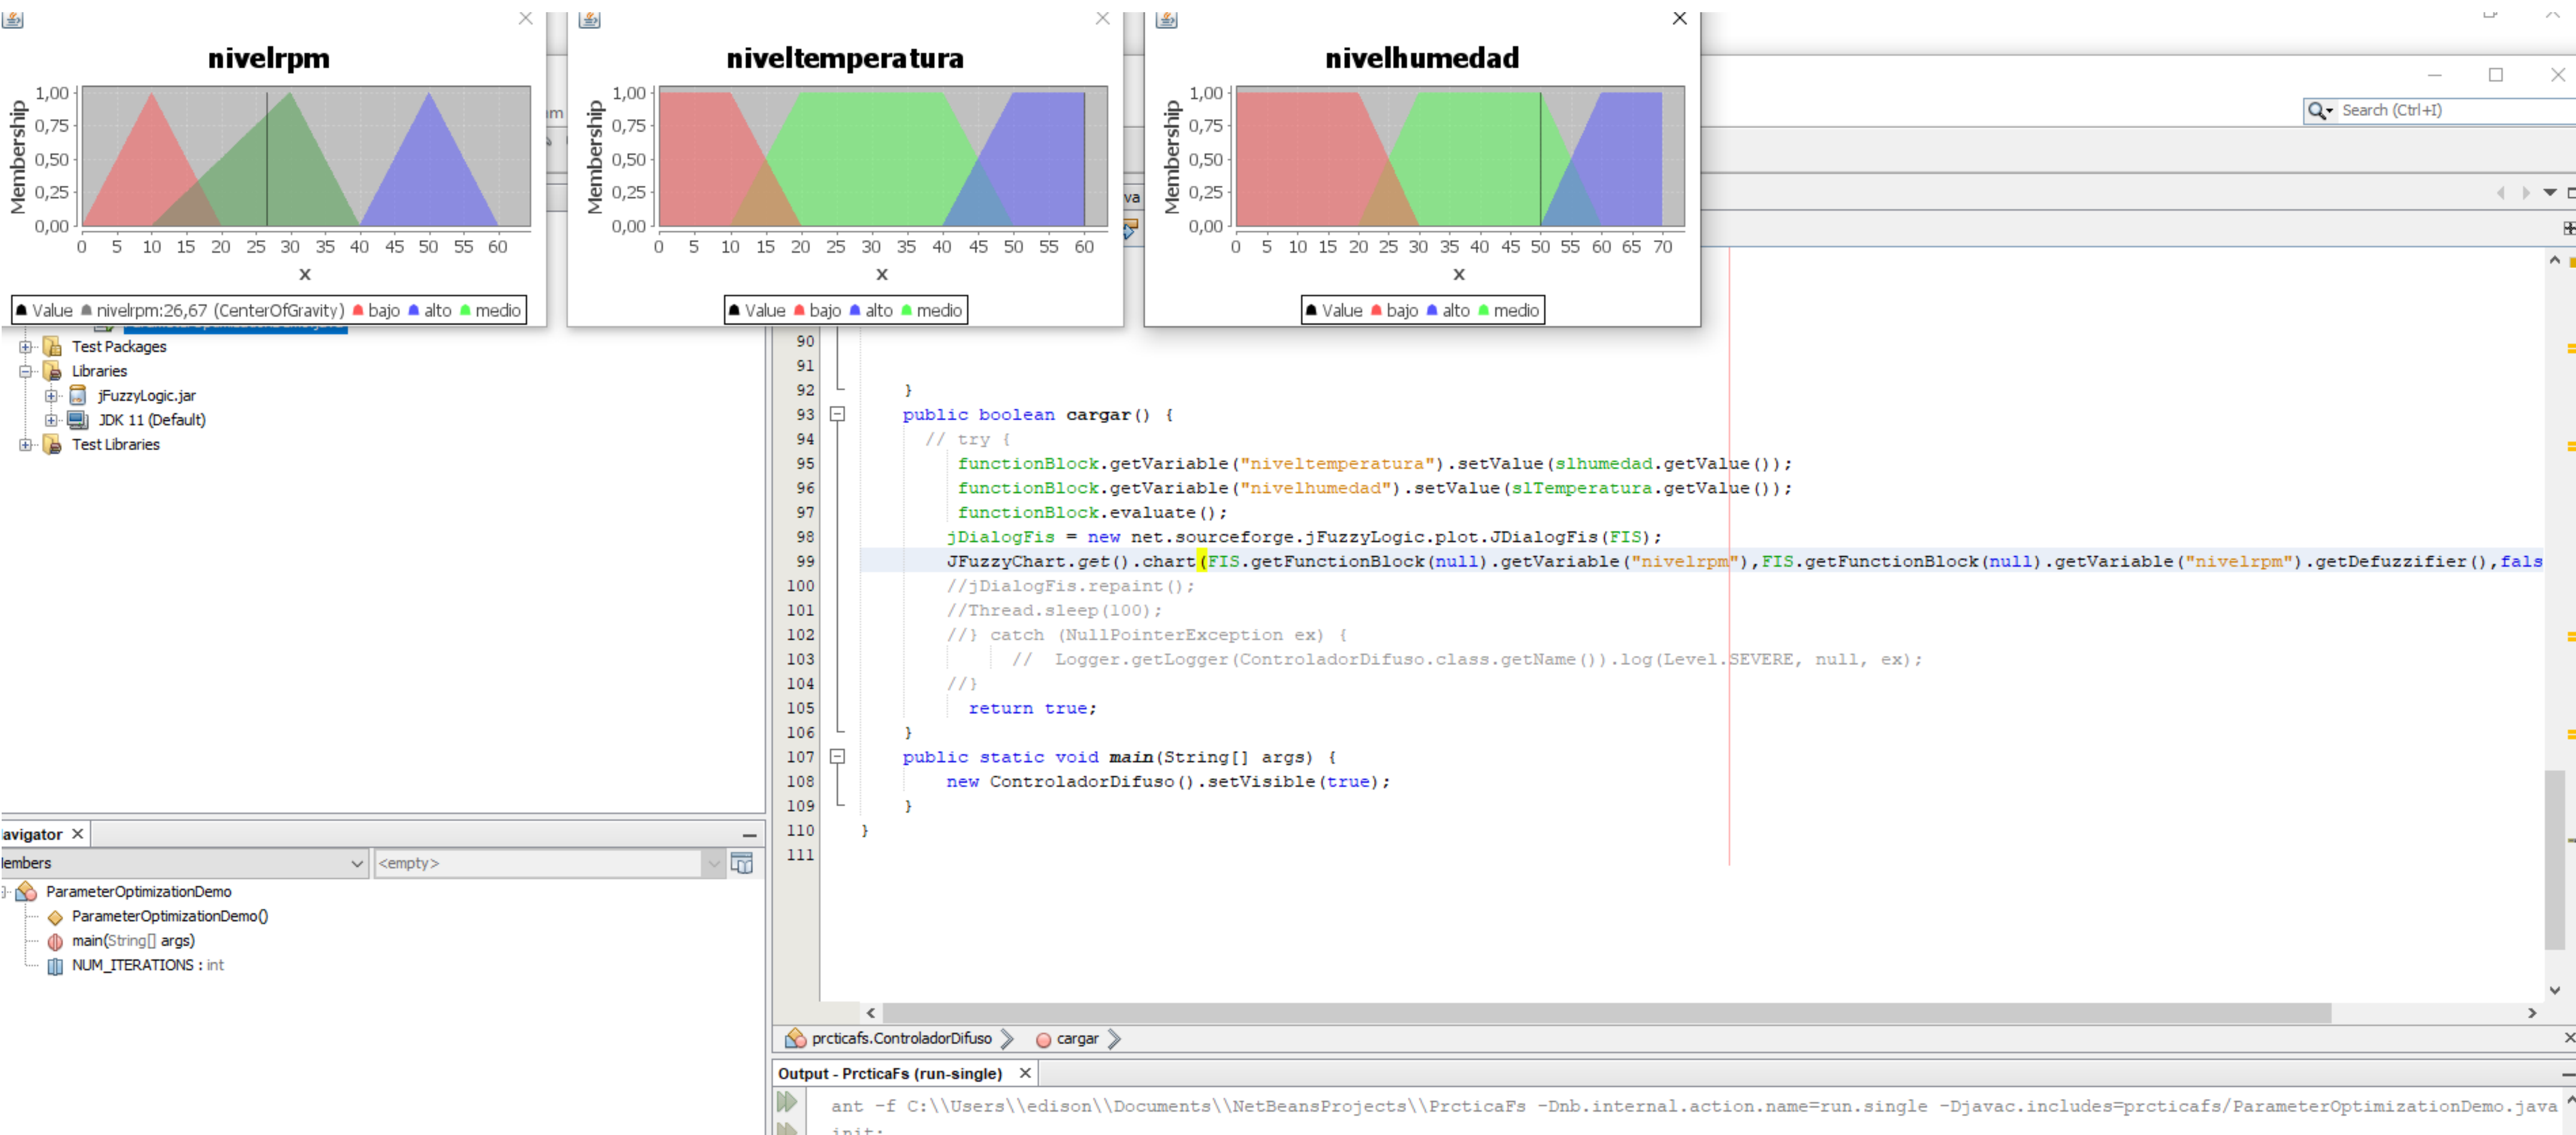 nivelrpm
Membership
1,00
0,75
0,50
0,25
0,00
0 5 10 15 20 25 30 35 40 45 50 55 60
x
Value nivelrpm:26,67 (CenterOfGravity) bajo alto medio
niveltemperatura
Membership
1,00
0,75
0,50
0,25
0,00
0 5 10 15 20 25 30 35 40 45 50 55 60
x
Value bajo alto medio
nivelhumedad
Membership
1,00
0,75
0,50
0,25
0,00
0 5 10 15 20 25 30 35 40 45 50 55 60 65 70
x
Value bajo alto medio
Search (Ctrl+I)
Test Packages
Libraries
jFuzzyLogic.jar
JDK 11 (Default)
Test Libraries
90
91
92 }
93 public boolean cargar() {
94 // try {
95 functionBlock.getVariable("niveltemperatura").setValue(slhumedad.getValue());
96 functionBlock.getVariable("nivelhumedad").setValue(slTemperatura.getValue());
97 functionBlock.evaluate();
98 jDialogFis = new net.sourceforge.jFuzzyLogic.plot.JDialogFis(FIS);
99 JFuzzyChart.get().chart(FIS.getFunctionBlock(null).getVariable("nivelrpm"),FIS.getFunctionBlock(null).getVariable("nivelrpm").getDefuzzifier(),fals
100 //jDialogFis.repaint();
101 //Thread.sleep(100);
102 //} catch (NullPointerException ex) {
103 // Logger.getLogger(ControladorDifuso.class.getName()).log(Level.SEVERE, null, ex);
104 //}
105 return true;
106 }
107 public static void main(String[] args) {
108 new ControladorDifuso().setVisible(true);
109 }
110 }
111
avigator
lembers
<empty>
ParameterOptimizationDemo
ParameterOptimizationDemo()
main(String[] args)
NUM_ITERATIONS : int
prcticafs.ControladorDifuso
cargar
Output - PrcticaFs (run-single)
ant -f C:\\Users\\edison\\Documents\\NetBeansProjects\\PrcticaFs -Dnb.internal.action.name=run.single -Djavac.includes=prcticafs/ParameterOptimizationDemo.java
init: